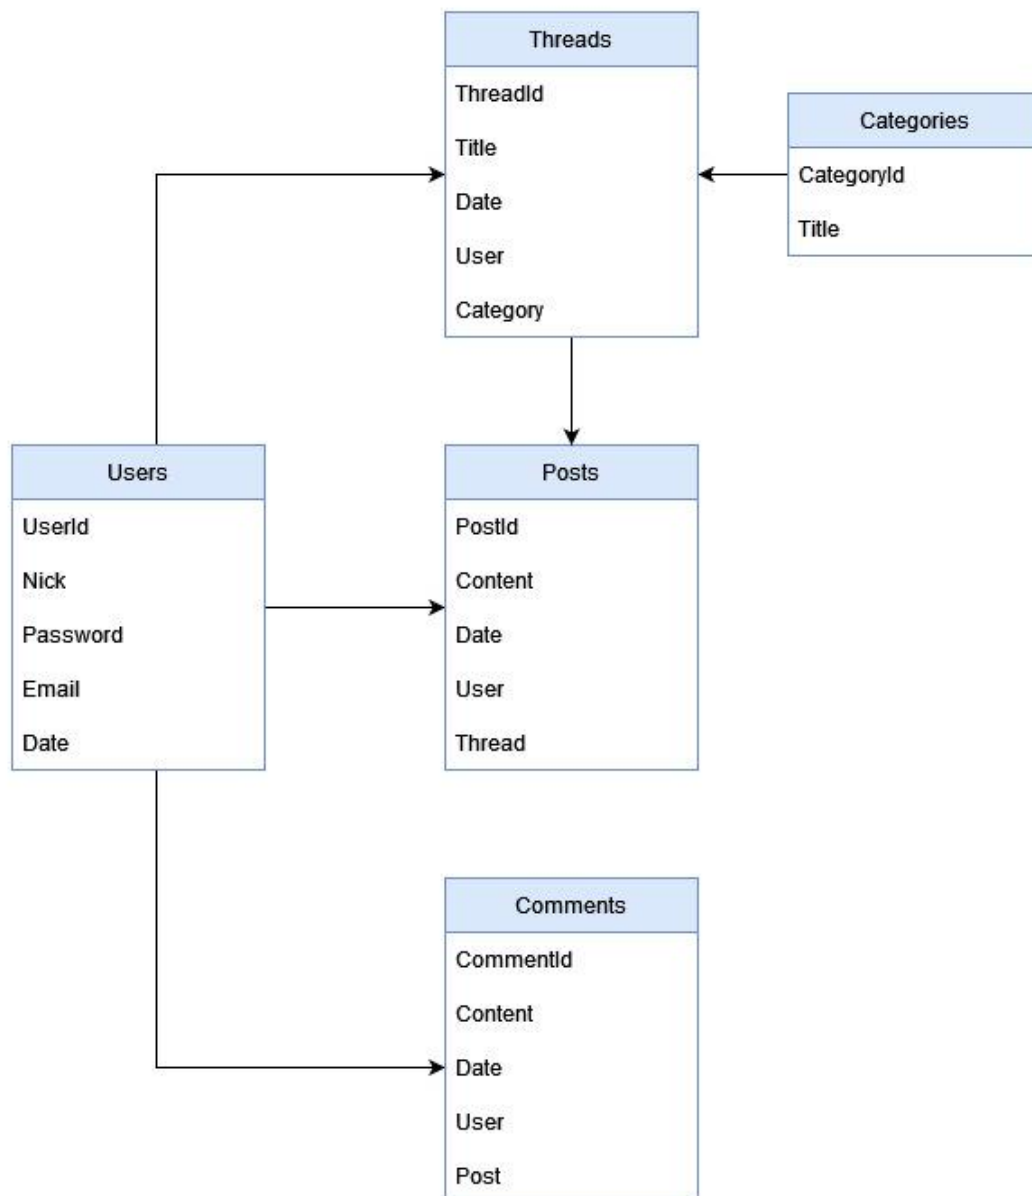 Threads
ThreadId
Title
Date
User
Category
Categories
CategoryId
Title
Users
UserId
Nick
Password
Email
Date
Posts
PostId
Content
Date
User
Thread
Comments
CommentId
Content
Date
User
Post